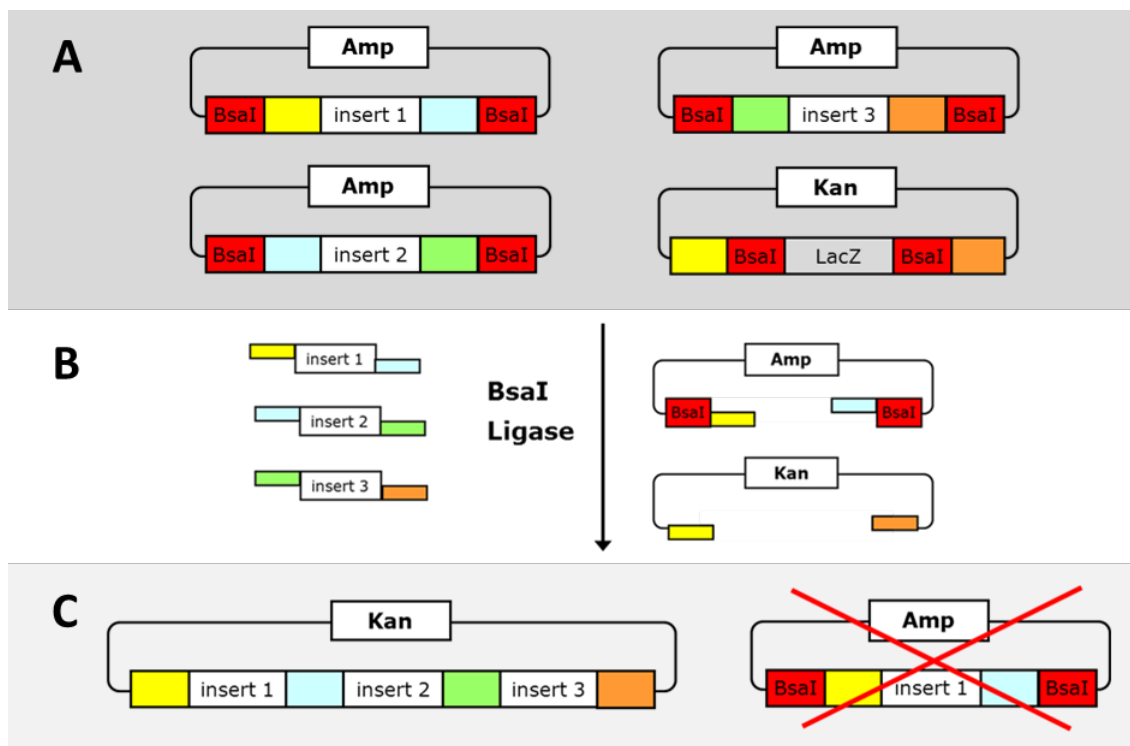 A
Amp
BsaI insert 1 BsaI
Amp
BsaI insert 3 BsaI
Amp
BsaI insert 2 BsaI
Kan
BsaI LacZ BsaI
B
insert 1
insert 2
insert 3
BsaI
Ligase
Amp
BsaI BsaI
Kan
C
Kan
insert 1 insert 2 insert 3
Amp
BsaI insert 1 BsaI